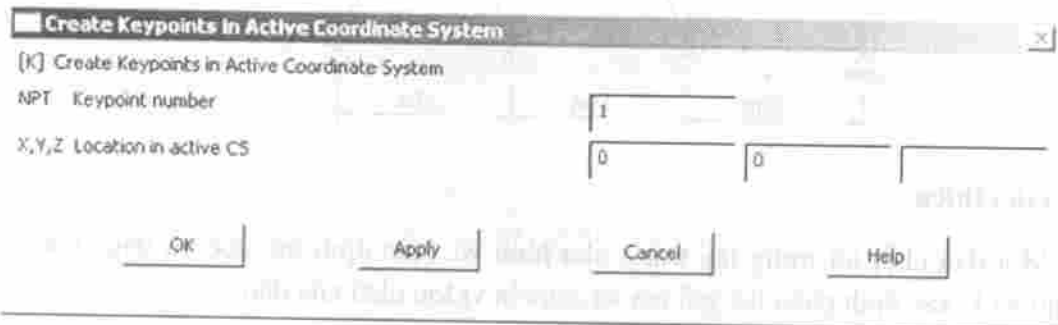 Create Keypoints in Active Coordinate System
[K] Create Keypoints in Active Coordinate System
NPT Keypoint number 1
X,Y,Z Location in active CS 0 0
OK Apply Cancel Help